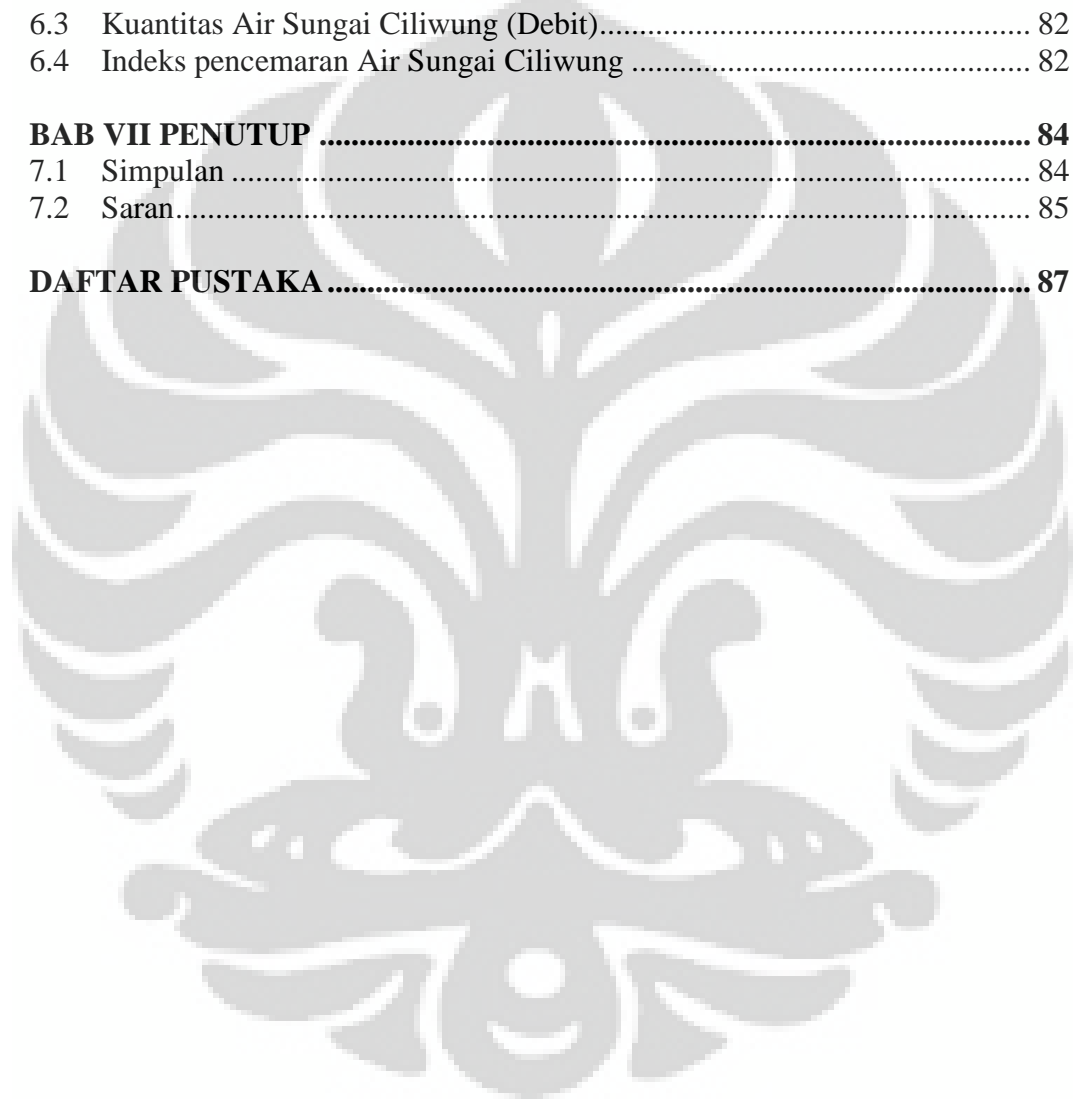 6.3 Kuantitas Air Sungai Ciliwung (Debit)...................................................... 82
6.4 Indeks pencemaran Air Sungai Ciliwung .................................................. 82
BAB VII PENUTUP ......................................................................................... 84
7.1 Simpulan .................................................................................................... 84
7.2 Saran........................................................................................................... 85
DAFTAR PUSTAKA........................................................................................ 87